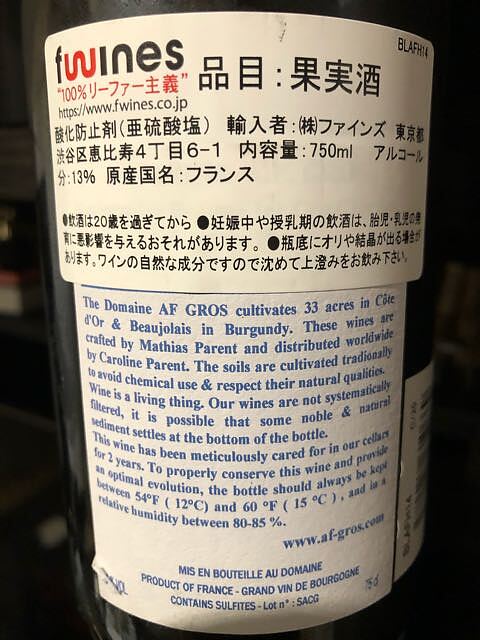 fwines
BLAFH14
"100%リーファー主義"
品目:果実酒
https://www.fwines.co.jp
酸化防止剤(亜硫酸塩) 輸入者:㈱ファインズ 東京都
渋谷区恵比寿4丁目6-1 内容量:750ml アルコール
分:13% 原産国名:フランス
●飲酒は20歳を過ぎてから ●妊娠中や授乳期の飲酒は、胎児・乳児の発
育に悪影響を与えるおそれがあります。 ●瓶底にオリや結晶が出る場合が
あります。ワインの自然な成分ですので沈めて上澄みをお飲み下さい。
The Domaine AF GROS cultivates 33 acres in Côte
d'Or & Beaujolais in Burgundy. These wines are
crafted by Mathias Parent and distributed worldwide
by Caroline Parent. The soils are cultivated tradionally
to avoid chemical use & respect their natural qualities.
Wine is a living thing. Our wines are not systematically
filtered, it is possible that some noble & natural
sediment settles at the bottom of the bottle.
This wine has been meticulously cared for in our cellars
for 2 years. To properly conserve this wine and provide
an optimal evolution, the bottle should always be kept
between 54°F ( 12°C) and 60 °F ( 15 °C ) , and in a
relative humidity between 80-85 %.
www.af-gros.com
MIS EN BOUTEILLE AU DOMAINE
PRODUCT OF FRANCE - GRAND VIN DE BOURGOGNE
CONTAINS SULFITES - Lot n° : SACG